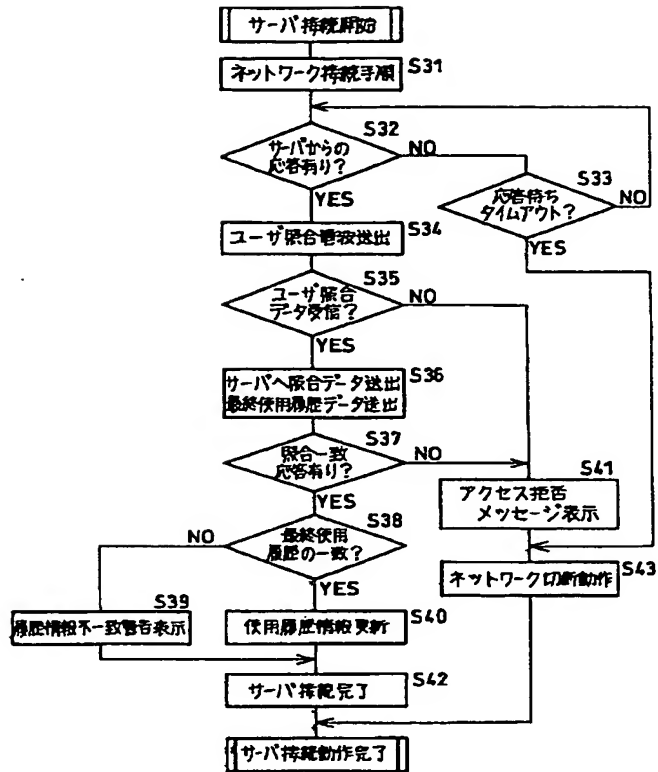 サーバ接続開始
ネットワーク接続手順
S31
S32
サーバからの
応答有り?
NO
YES
S33
応答待ち
タイムアウト?
NO
YES
ユーザ照合電波送出
S34
S35
ユーザ照合
データ受信?
NO
YES
S36
サーバへ照合データ送出
最終使用履歴データ送出
S37
照合一致
応答有り?
NO
YES
S41
アクセス拒否
メッセージ表示
S38
最終使用
履歴の一致?
NO
YES
ネットワーク切断動作
S43
S39
履歴情報不一致警告表示
使用履歴情報更新
S40
サーバ接続完了
S42
サーバ接続動作完了